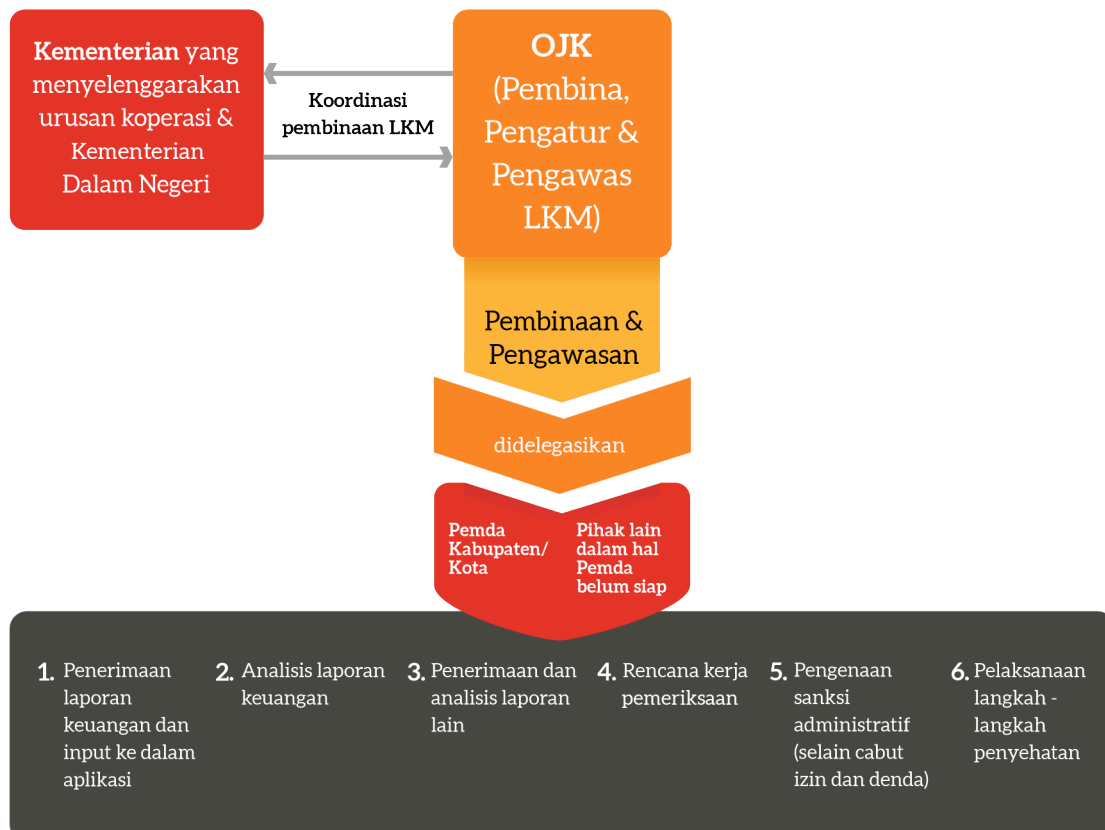 Kementerian yang
menyelenggarakan
urusan koperasi &
Kementerian
Dalam Negeri
Koordinasi
pembinaan LKM
OJK
(Pembina,
Pengatur &
Pengawas
LKM)
Pembinaan &
Pengawasan
didelegasikan
Pemda
Kabupaten/
Kota
Pihak lain
dalam hal
Pemda
belum siap
1. Penerimaan
laporan
keuangan dan
input ke dalam
aplikasi
2. Analisis laporan
keuangan
3. Penerimaan dan
analisis laporan
lain
4. Rencana kerja
pemeriksaan
5. Pengenaan
sanksi
administratif
(selain cabut
izin dan denda)
6. Pelaksanaan
langkah -
langkah
penyehatan